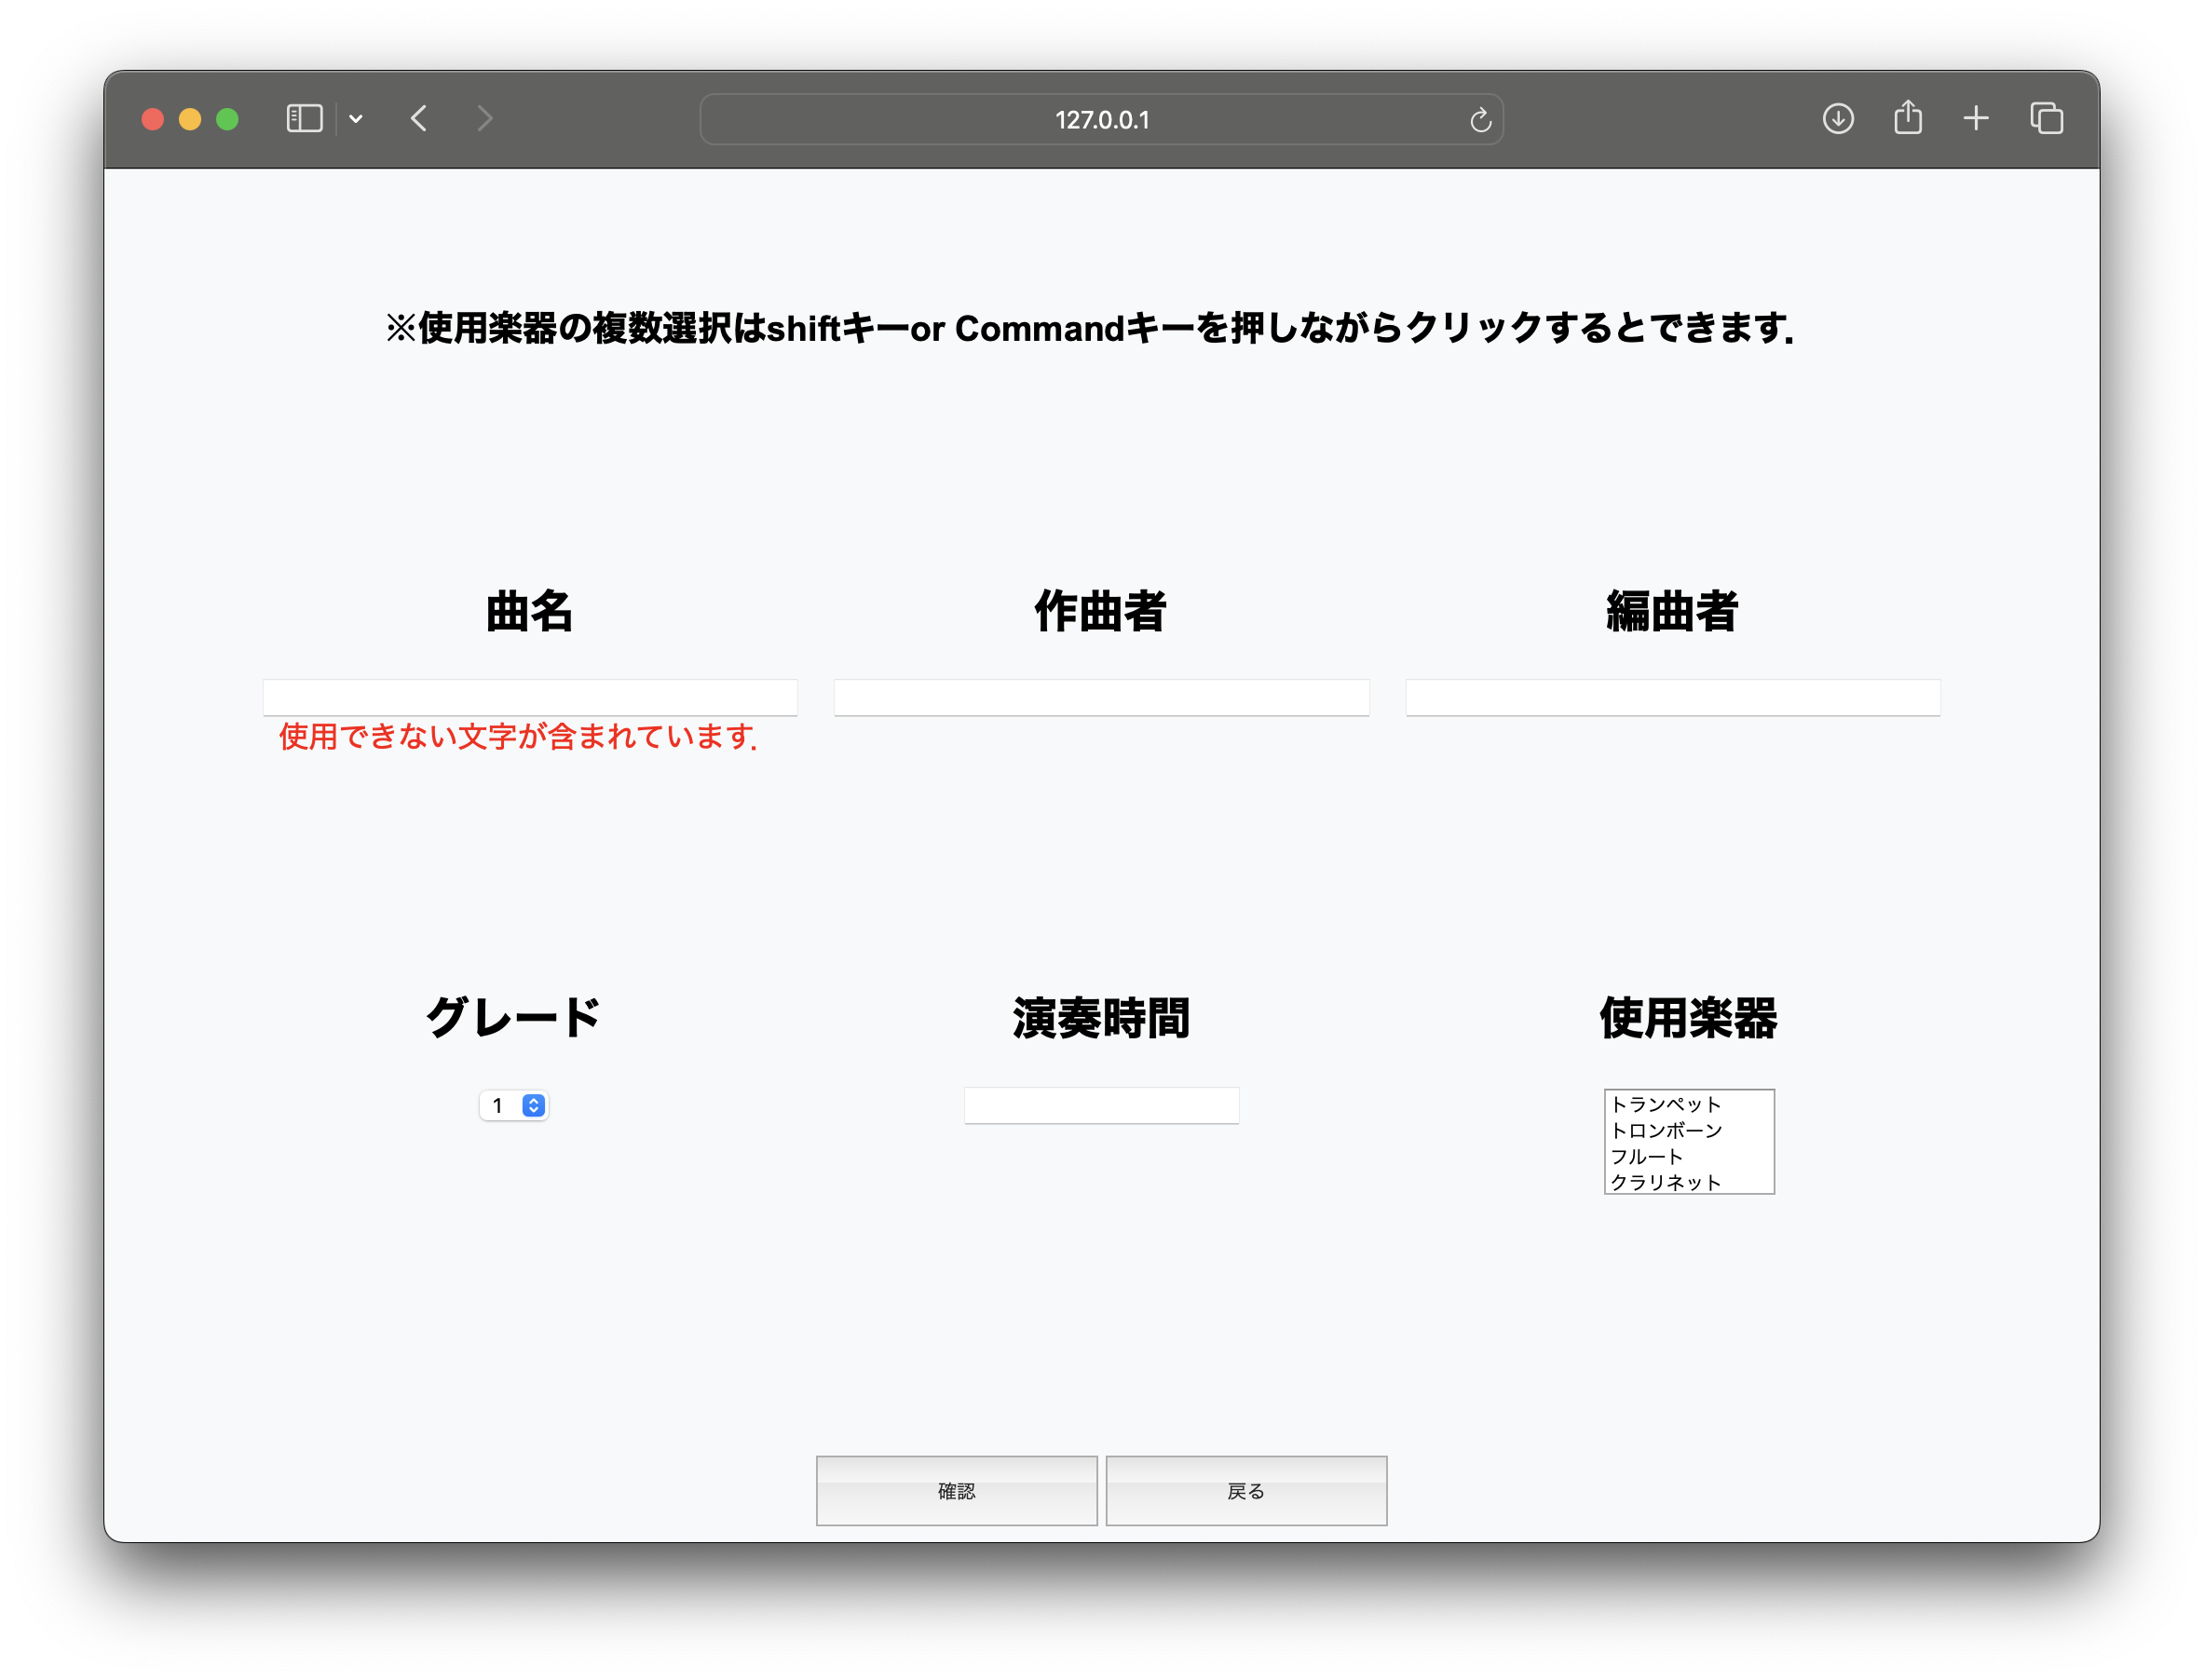 127.0.0.1
※使用楽器の複数選択はshiftキーor Commandキーを押しながらクリックするとできます.
曲名
作曲者
編曲者
使用できない文字が含まれています.
グレード
演奏時間
使用楽器
1
トランペット
トロンボーン
フルート
クラリネット
確認
戻る